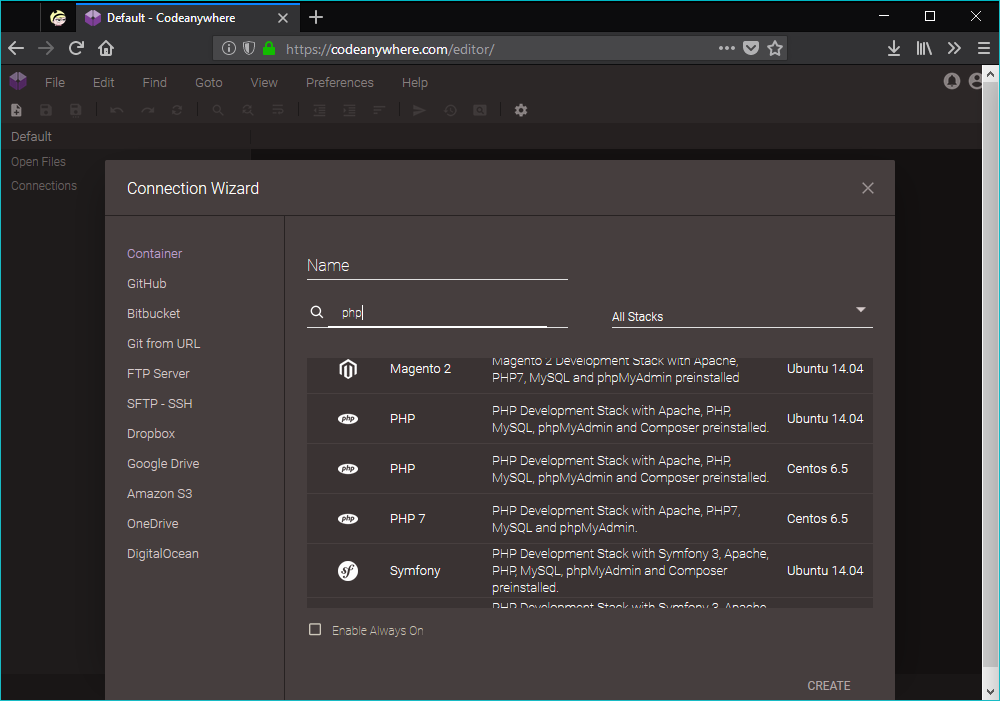 Default - Codeanywhere
https://codeanywhere.com/editor/
File Edit Find Goto View Preferences Help
Default
Open Files
Connections
Connection Wizard
Container
GitHub
Bitbucket
Git from URL
FTP Server
SFTP - SSH
Dropbox
Google Drive
Amazon S3
OneDrive
DigitalOcean
Name
php
All Stacks
Magento 2
Magento 2 Development Stack with Apache,
PHP7, MySQL and phpMyAdmin preinstalled
Ubuntu 14.04
php
PHP
PHP Development Stack with Apache, PHP,
MySQL, phpMyAdmin and Composer preinstalled.
Ubuntu 14.04
php
PHP
PHP Development Stack with Apache, PHP,
MySQL, phpMyAdmin and Composer preinstalled.
Centos 6.5
php
PHP 7
PHP Development Stack with Apache, PHP7,
MySQL and phpMyAdmin.
Centos 6.5
sf
Symfony
PHP Development Stack with Symfony 3, Apache,
PHP, MySQL, phpMyAdmin and Composer
preinstalled.
Ubuntu 14.04
PHP Development Stack with Symfony 3, Apache,
Enable Always On
CREATE